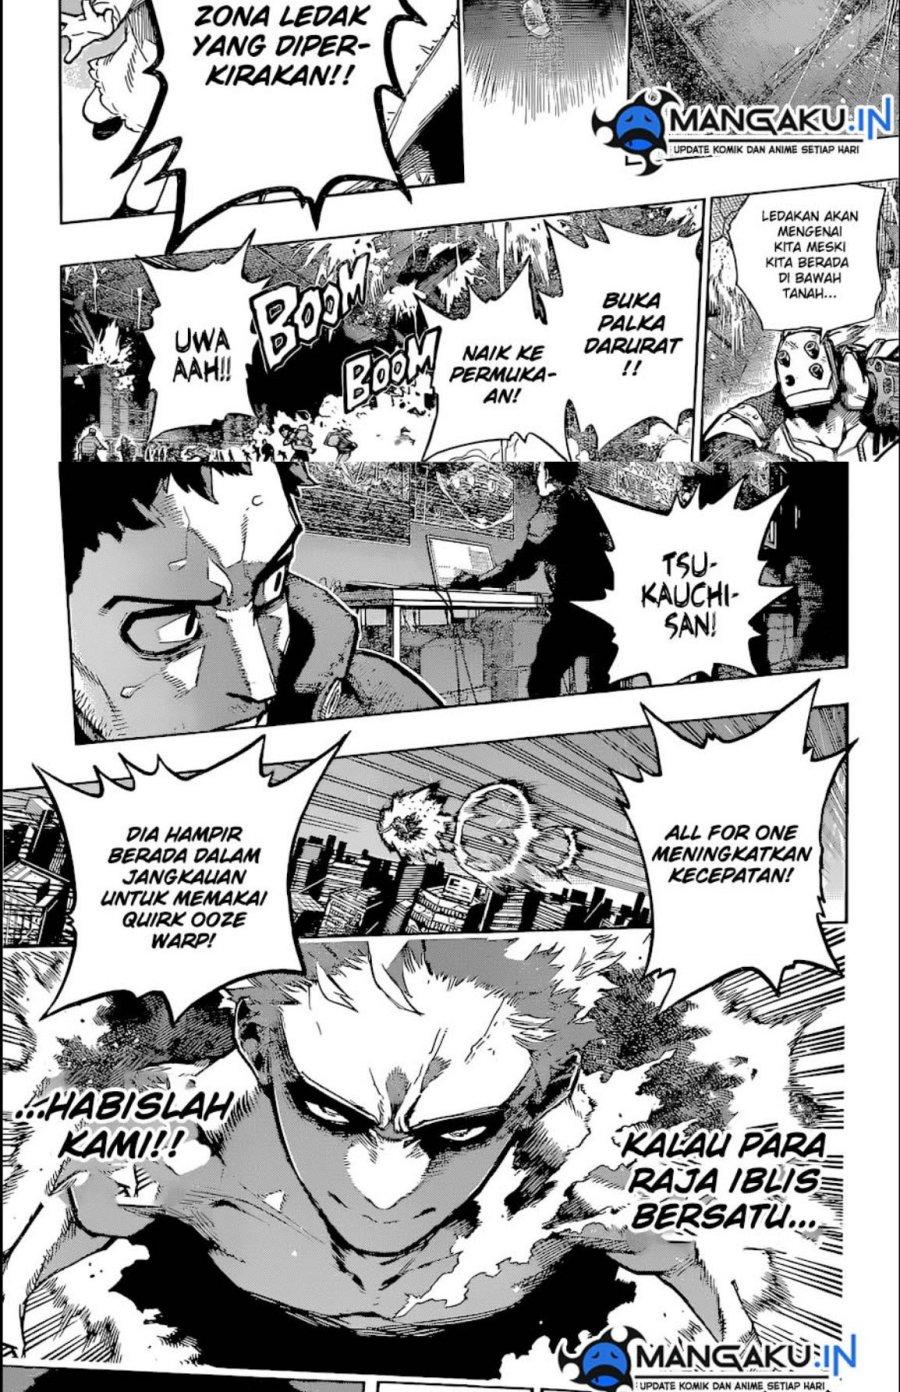 ZONA LEDAK
YANG DIPER-
KIRAKAN!!
MANGAKU.IN
UPDATE KOMIK DAN ANIME SETIAP HARI
LEDAKAN AKAN
MENGENAI
KITA MESKI
KITA BERADA
DI BAWAH
TANAH...
BUKA
PALKA
DARURAT
!!
NAIK KE
PERMUKA-
AN!
BOOM
BOOM
UWA
AAH!!
TSU-
KAUCHI-
SAN!
ALL FOR ONE
MENINGKATKAN
KECEPATAN!
DIA HAMPIR
BERADA DALAM
JANGKAUAN
UNTUK MEMAKAI
QUIRK OOZE
WARP!
KALAU PARA
RAJA IBLIS
BERSATU...
...HABISLAH
KAMI!!
MANGAKU.IN
UPDATE KOMIK DAN ANIME SETIAP HARI